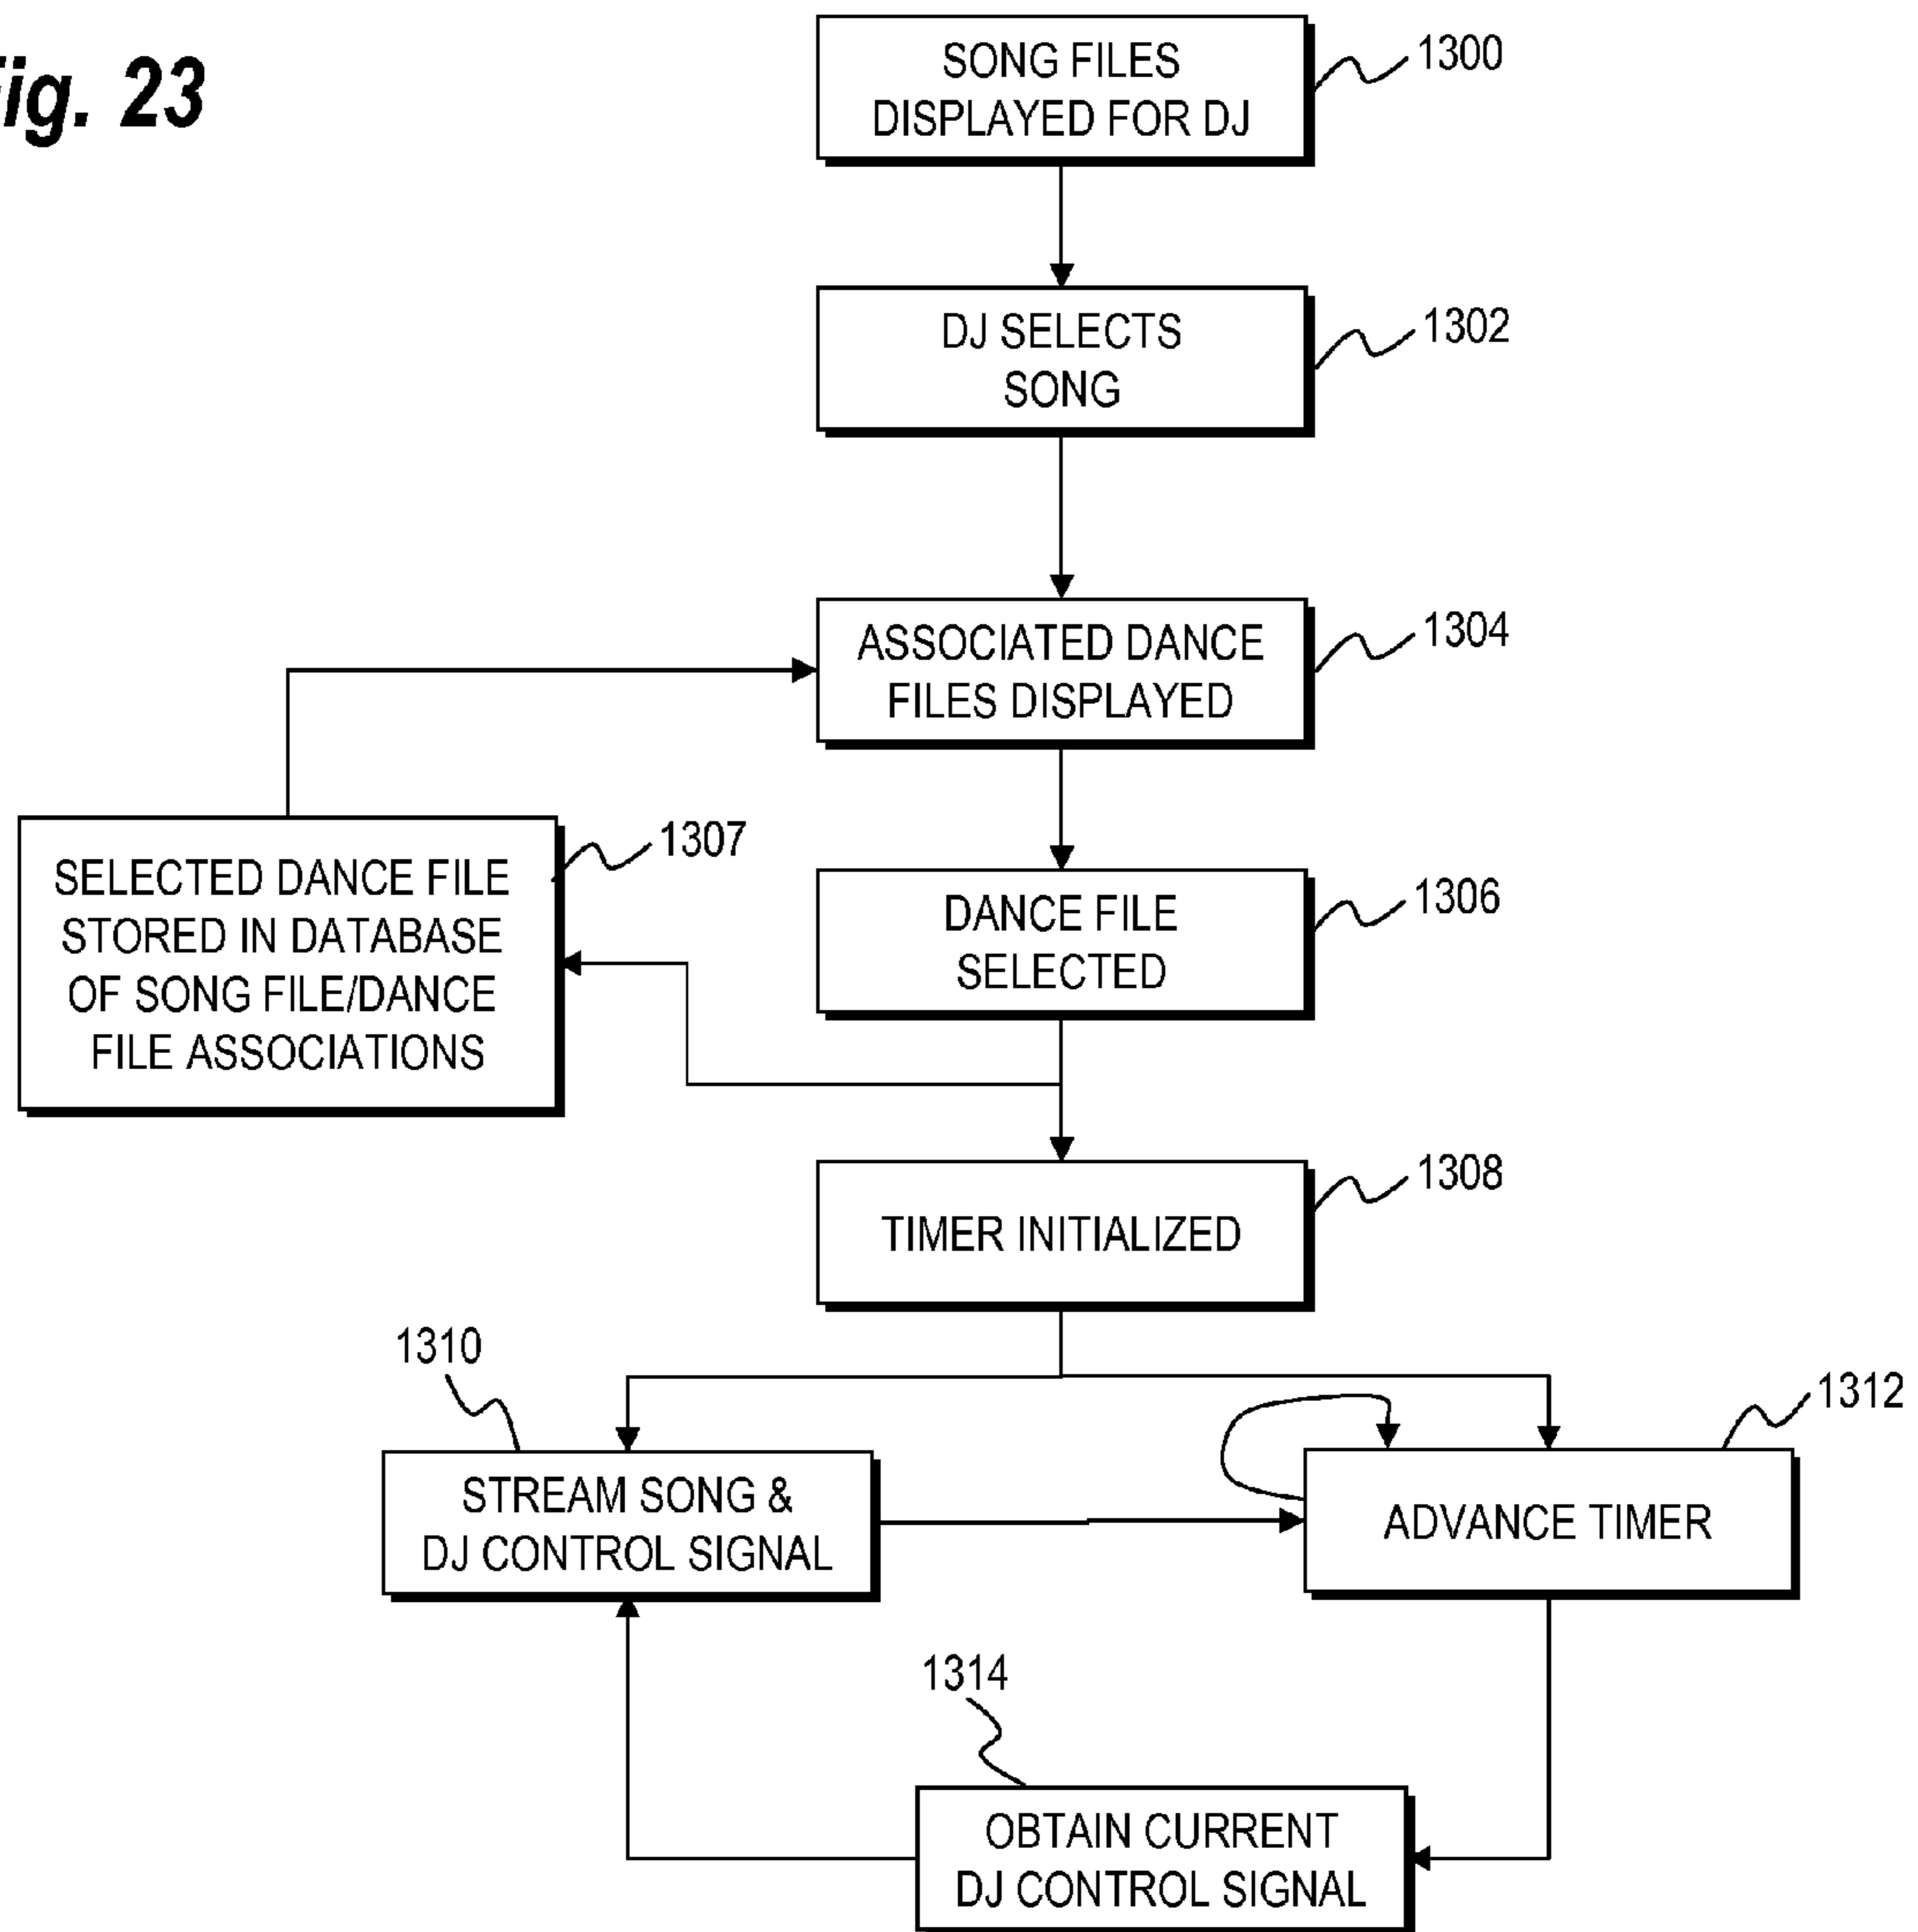 Fig. 23
SONG FILES
DISPLAYED FOR DJ
1300
DJ SELECTS
SONG
1302
ASSOCIATED DANCE
FILES DISPLAYED
1304
SELECTED DANCE FILE
STORED IN DATABASE
OF SONG FILE/DANCE
FILE ASSOCIATIONS
1307
DANCE FILE
SELECTED
1306
TIMER INITIALIZED
1308
1310
STREAM SONG &
DJ CONTROL SIGNAL
1312
ADVANCE TIMER
1314
OBTAIN CURRENT
DJ CONTROL SIGNAL